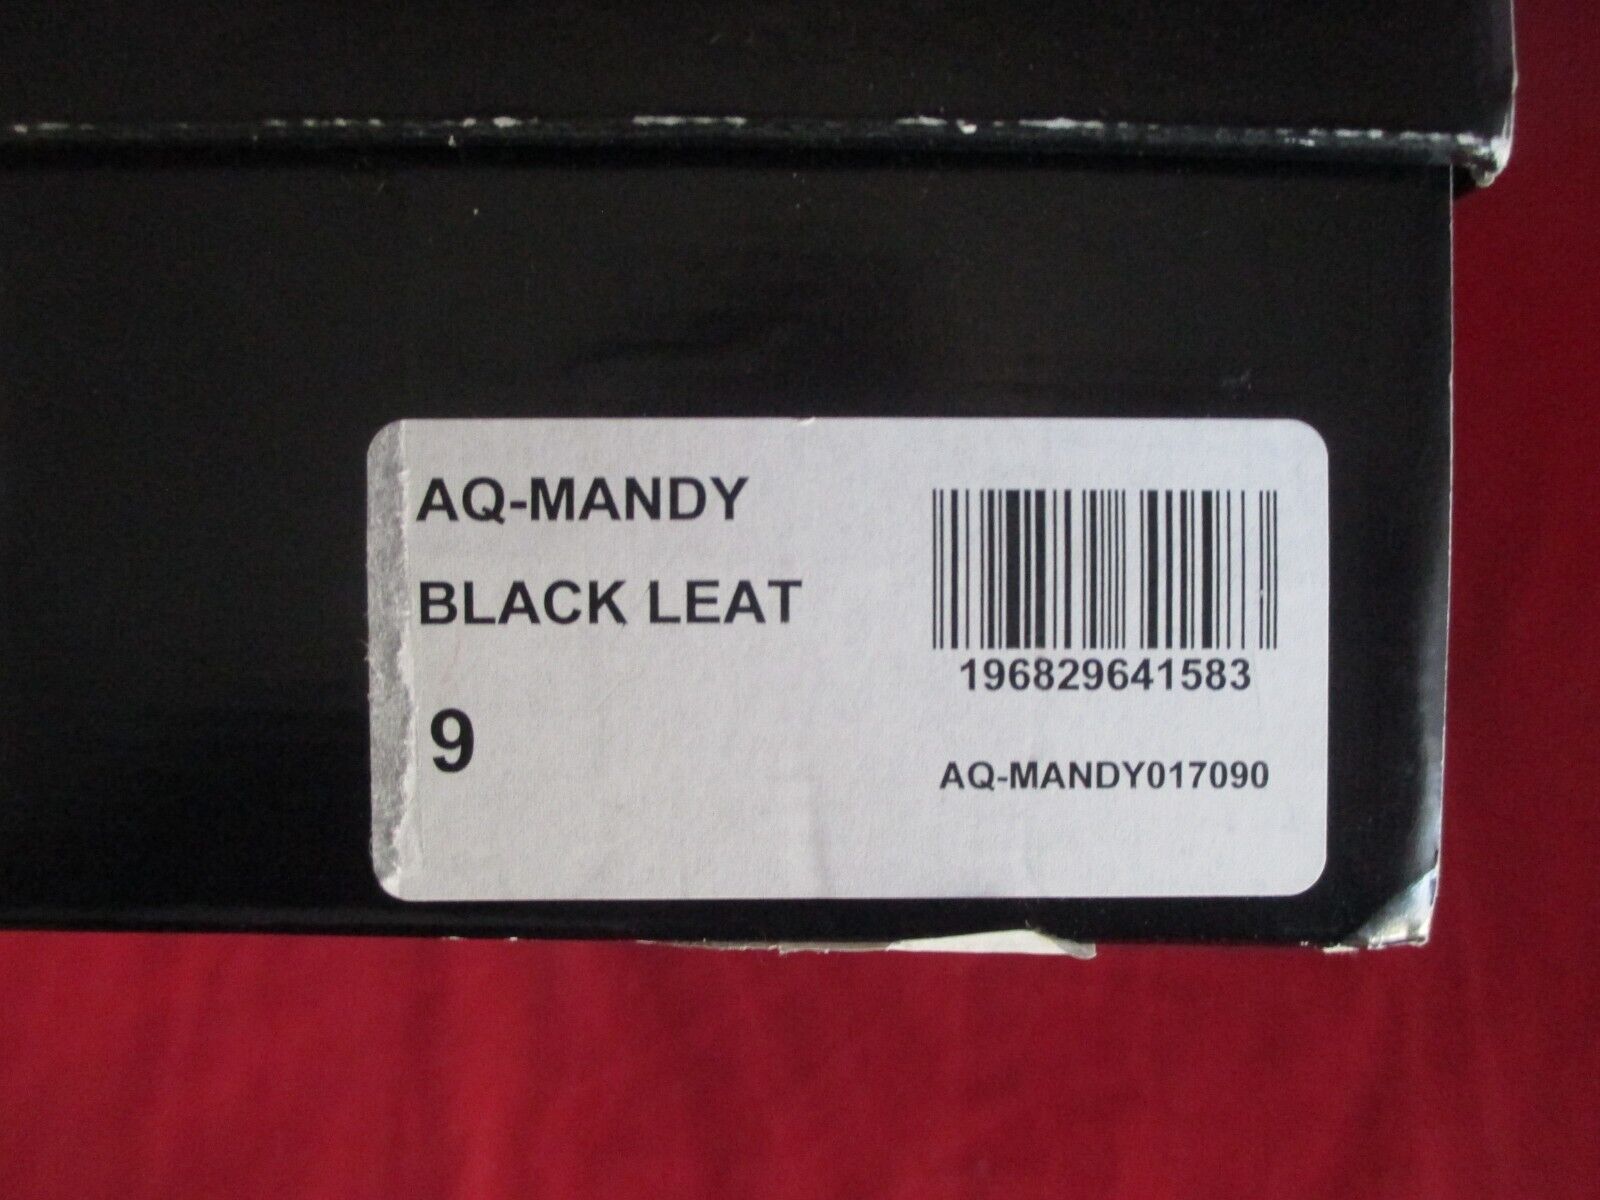 AQ-MANDY
BLACK LEAT
9
196829641583
AQ-MANDY017090